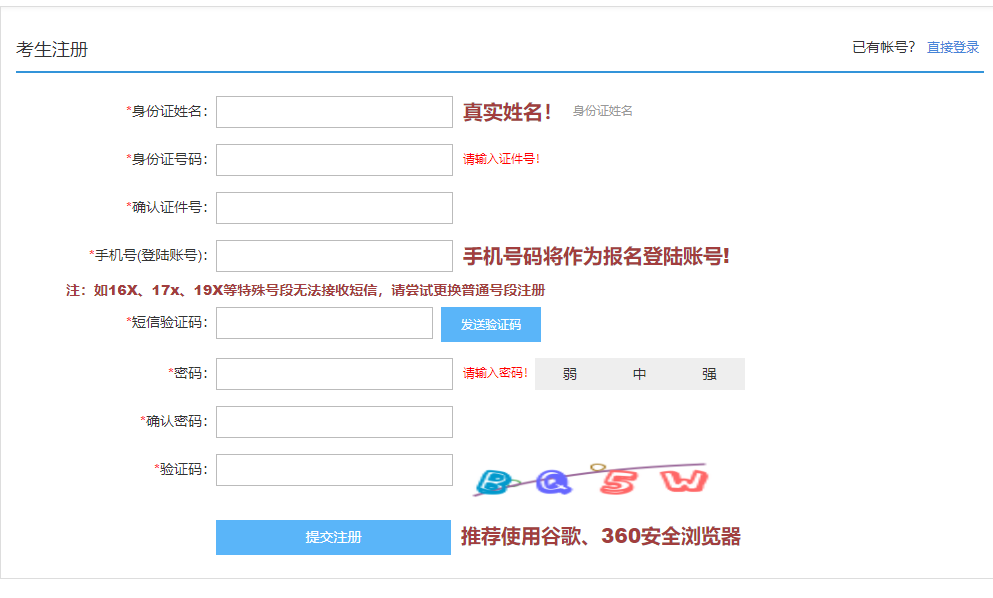 考生注册 已有帐号? 直接登录
*身份证姓名: 真实姓名! 身份证姓名
*身份证号码: 请输入证件号!
*确认证件号:
*手机号(登陆账号): 手机号码将作为报名登陆账号!
注：如16X、17x、19X等特殊号段无法接收短信，请尝试更换普通号段注册
*短信验证码: 发送验证码
*密码: 请输入密码! 弱 中 强
*确认密码:
*验证码: BQ5W
提交注册 推荐使用谷歌、360安全浏览器